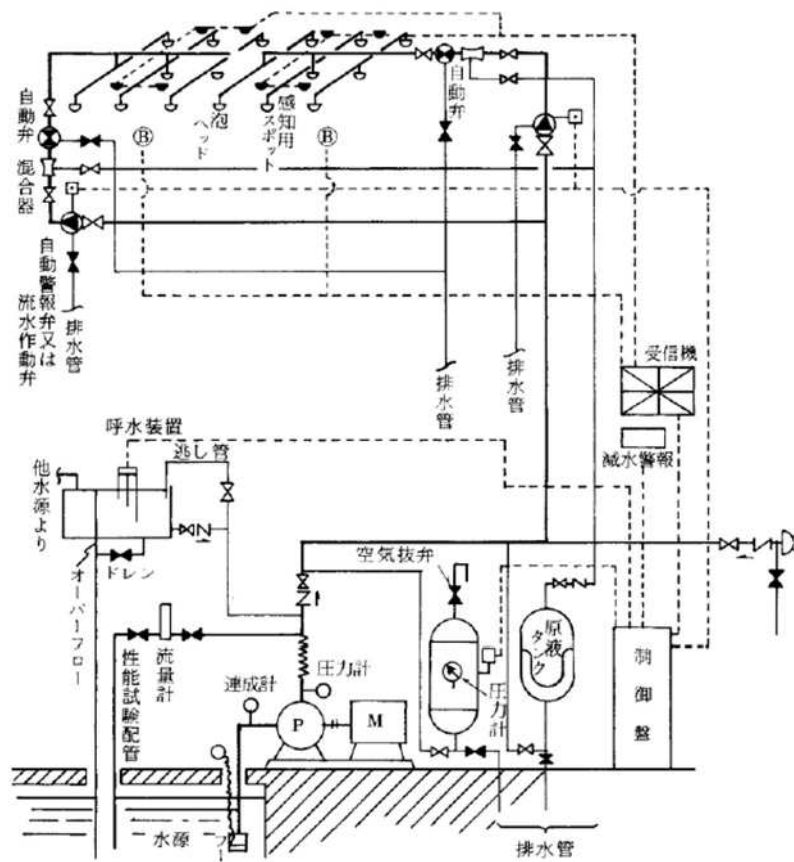 自動弁
混合器
自動警報弁又は
流水作動弁
排水管
Ⓑ
泡
ヘッド
感知用
スポット
Ⓑ
自動弁
排水管
排水管
受信機
減水警報
呼水装置
逃し管
他水源より
オーバーフロー
ドレン
性能試験配管
流量計
連成計
圧力計
P
M
空気抜弁
圧力計
原液
タンク
制御盤
水源
フー
排水管